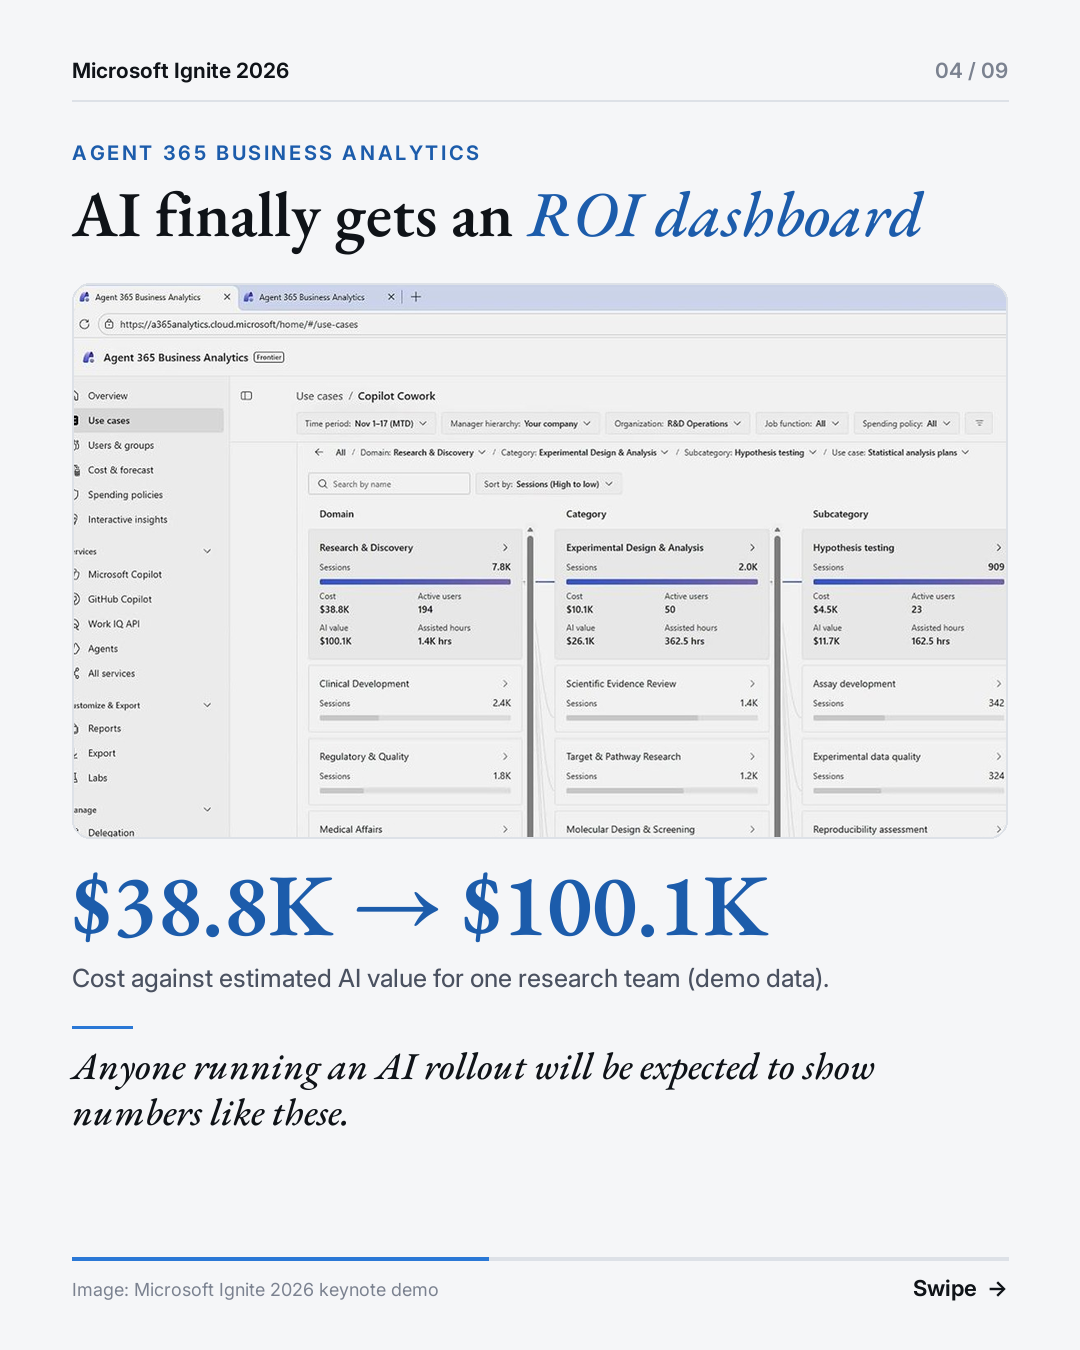 Microsoft Ignite 2026
04 / 09
AGENT 365 BUSINESS ANALYTICS
AI finally gets an ROI dashboard
Agent 365 Business Analytics
Agent 365 Business Analytics
https://a365analytics.cloud.microsoft/home/#/use-cases
Agent 365 Business Analytics Frontier
Overview
Use cases
Users & groups
Cost & forecast
Spending policies
Interactive insights
rvices
Microsoft Copilot
GitHub Copilot
Work IQ API
Agents
All services
ustomize & Export
Reports
Export
Labs
anage
Delegation
Use cases / Copilot Cowork
Time period: Nov 1–17 (MTD) Manager hierarchy: Your company Organization: R&D Operations Job function: All Spending policy: All
All / Domain: Research & Discovery / Category: Experimental Design & Analysis / Subcategory: Hypothesis testing / Use case: Statistical analysis plans
Search by name
Sort by: Sessions (High to low)
Domain
Research & Discovery
Sessions 7.8K
Cost Active users
$38.8K 194
AI value Assisted hours
$100.1K 1.4K hrs
Clinical Development
Sessions 2.4K
Regulatory & Quality
Sessions 1.8K
Medical Affairs
Category
Experimental Design & Analysis
Sessions 2.0K
Cost Active users
$10.1K 50
AI value Assisted hours
$26.1K 362.5 hrs
Scientific Evidence Review
Sessions 1.4K
Target & Pathway Research
Sessions 1.2K
Molecular Design & Screening
Subcategory
Hypothesis testing
Sessions 909
Cost Active users
$4.5K 23
AI value Assisted hours
$11.7K 162.5 hrs
Assay development
Sessions 342
Experimental data quality
Sessions 324
Reproducibility assessment
$38.8K → $100.1K
Cost against estimated AI value for one research team (demo data).
Anyone running an AI rollout will be expected to show
numbers like these.
Image: Microsoft Ignite 2026 keynote demo
Swipe →